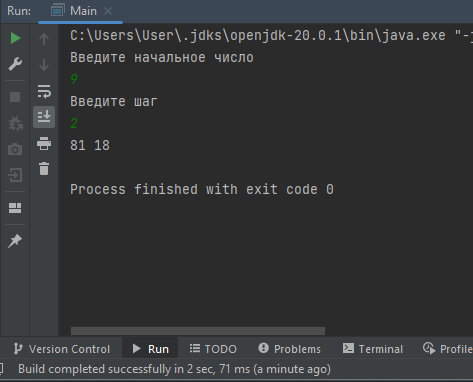 Run: Main
C:\Users\User\.jdks\openjdk-20.0.1\bin\java.exe "-j
Введите начальное число
9
Введите шаг
2
81 18
Process finished with exit code 0
Version Control Run TODO Problems Terminal Profile
Build completed successfully in 2 sec, 71 ms (a minute ago)